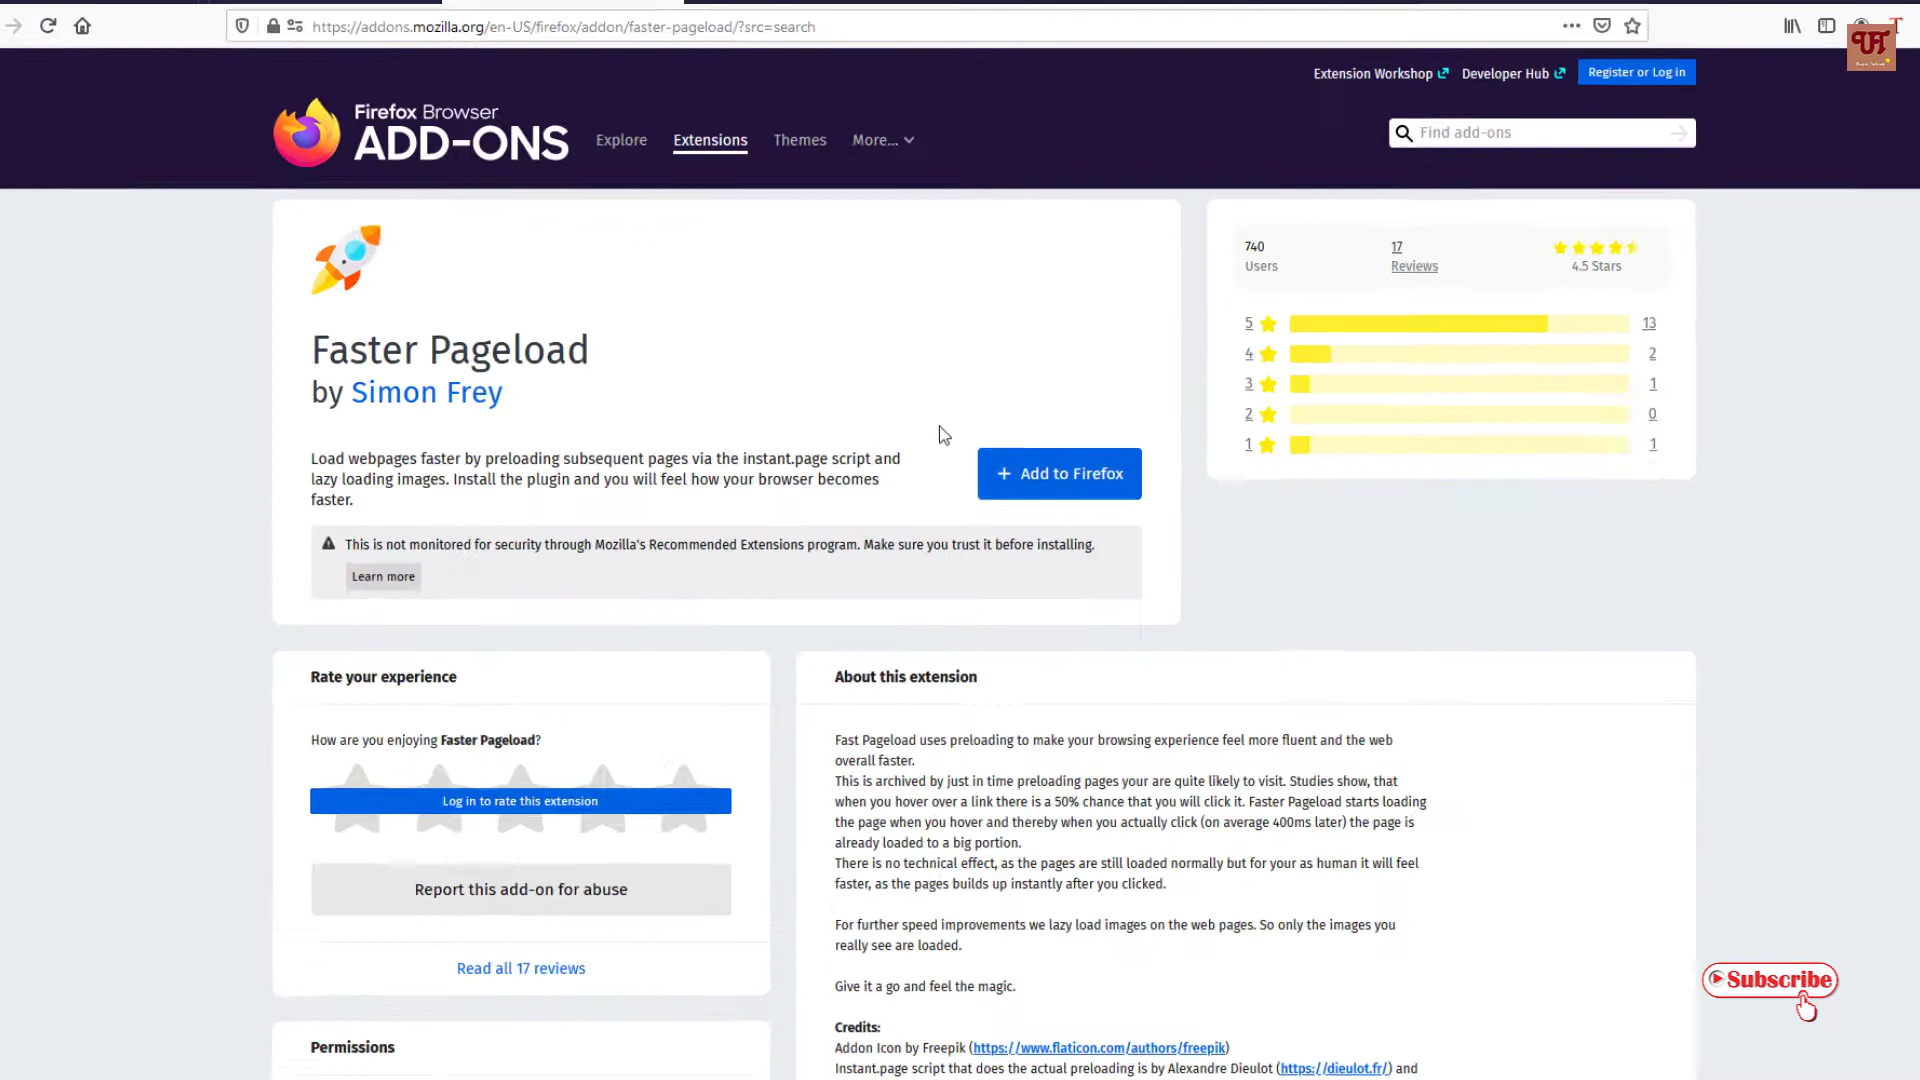 https://addons.mozilla.org/en-US/firefox/addon/faster-pageload/?src=search
UT
Extension Workshop
Developer Hub
Register or Log in
Firefox Browser
ADD-ONS
Explore
Extensions
Themes
More...
Find add-ons
Faster Pageload
by Simon Frey
Load webpages faster by preloading subsequent pages via the instant.page script and
lazy loading images. Install the plugin and you will feel how your browser becomes
faster.
+ Add to Firefox
This is not monitored for security through Mozilla's Recommended Extensions program. Make sure you trust it before installing.
Learn more
740
Users
17
Reviews
4.5 Stars
5 13
4 2
3 1
2 0
1 1
Rate your experience
How are you enjoying Faster Pageload?
Log in to rate this extension
Report this add-on for abuse
Read all 17 reviews
Permissions
About this extension
Fast Pageload uses preloading to make your browsing experience feel more fluent and the web
overall faster.
This is archived by just in time preloading pages your are quite likely to visit. Studies show, that
when you hover over a link there is a 50% chance that you will click it. Faster Pageload starts loading
the page when you hover and thereby when you actually click (on average 400ms later) the page is
already loaded to a big portion.
There is no technical effect, as the pages are still loaded normally but for your as human it will feel
faster, as the pages builds up instantly after you clicked.
For further speed improvements we lazy load images on the web pages. So only the images you
really see are loaded.
Give it a go and feel the magic.
Credits:
Addon Icon by Freepik (https://www.flaticon.com/authors/freepik)
Instant.page script that does the actual preloading is by Alexandre Dieulot (https://dieulot.fr/) and
Subscribe